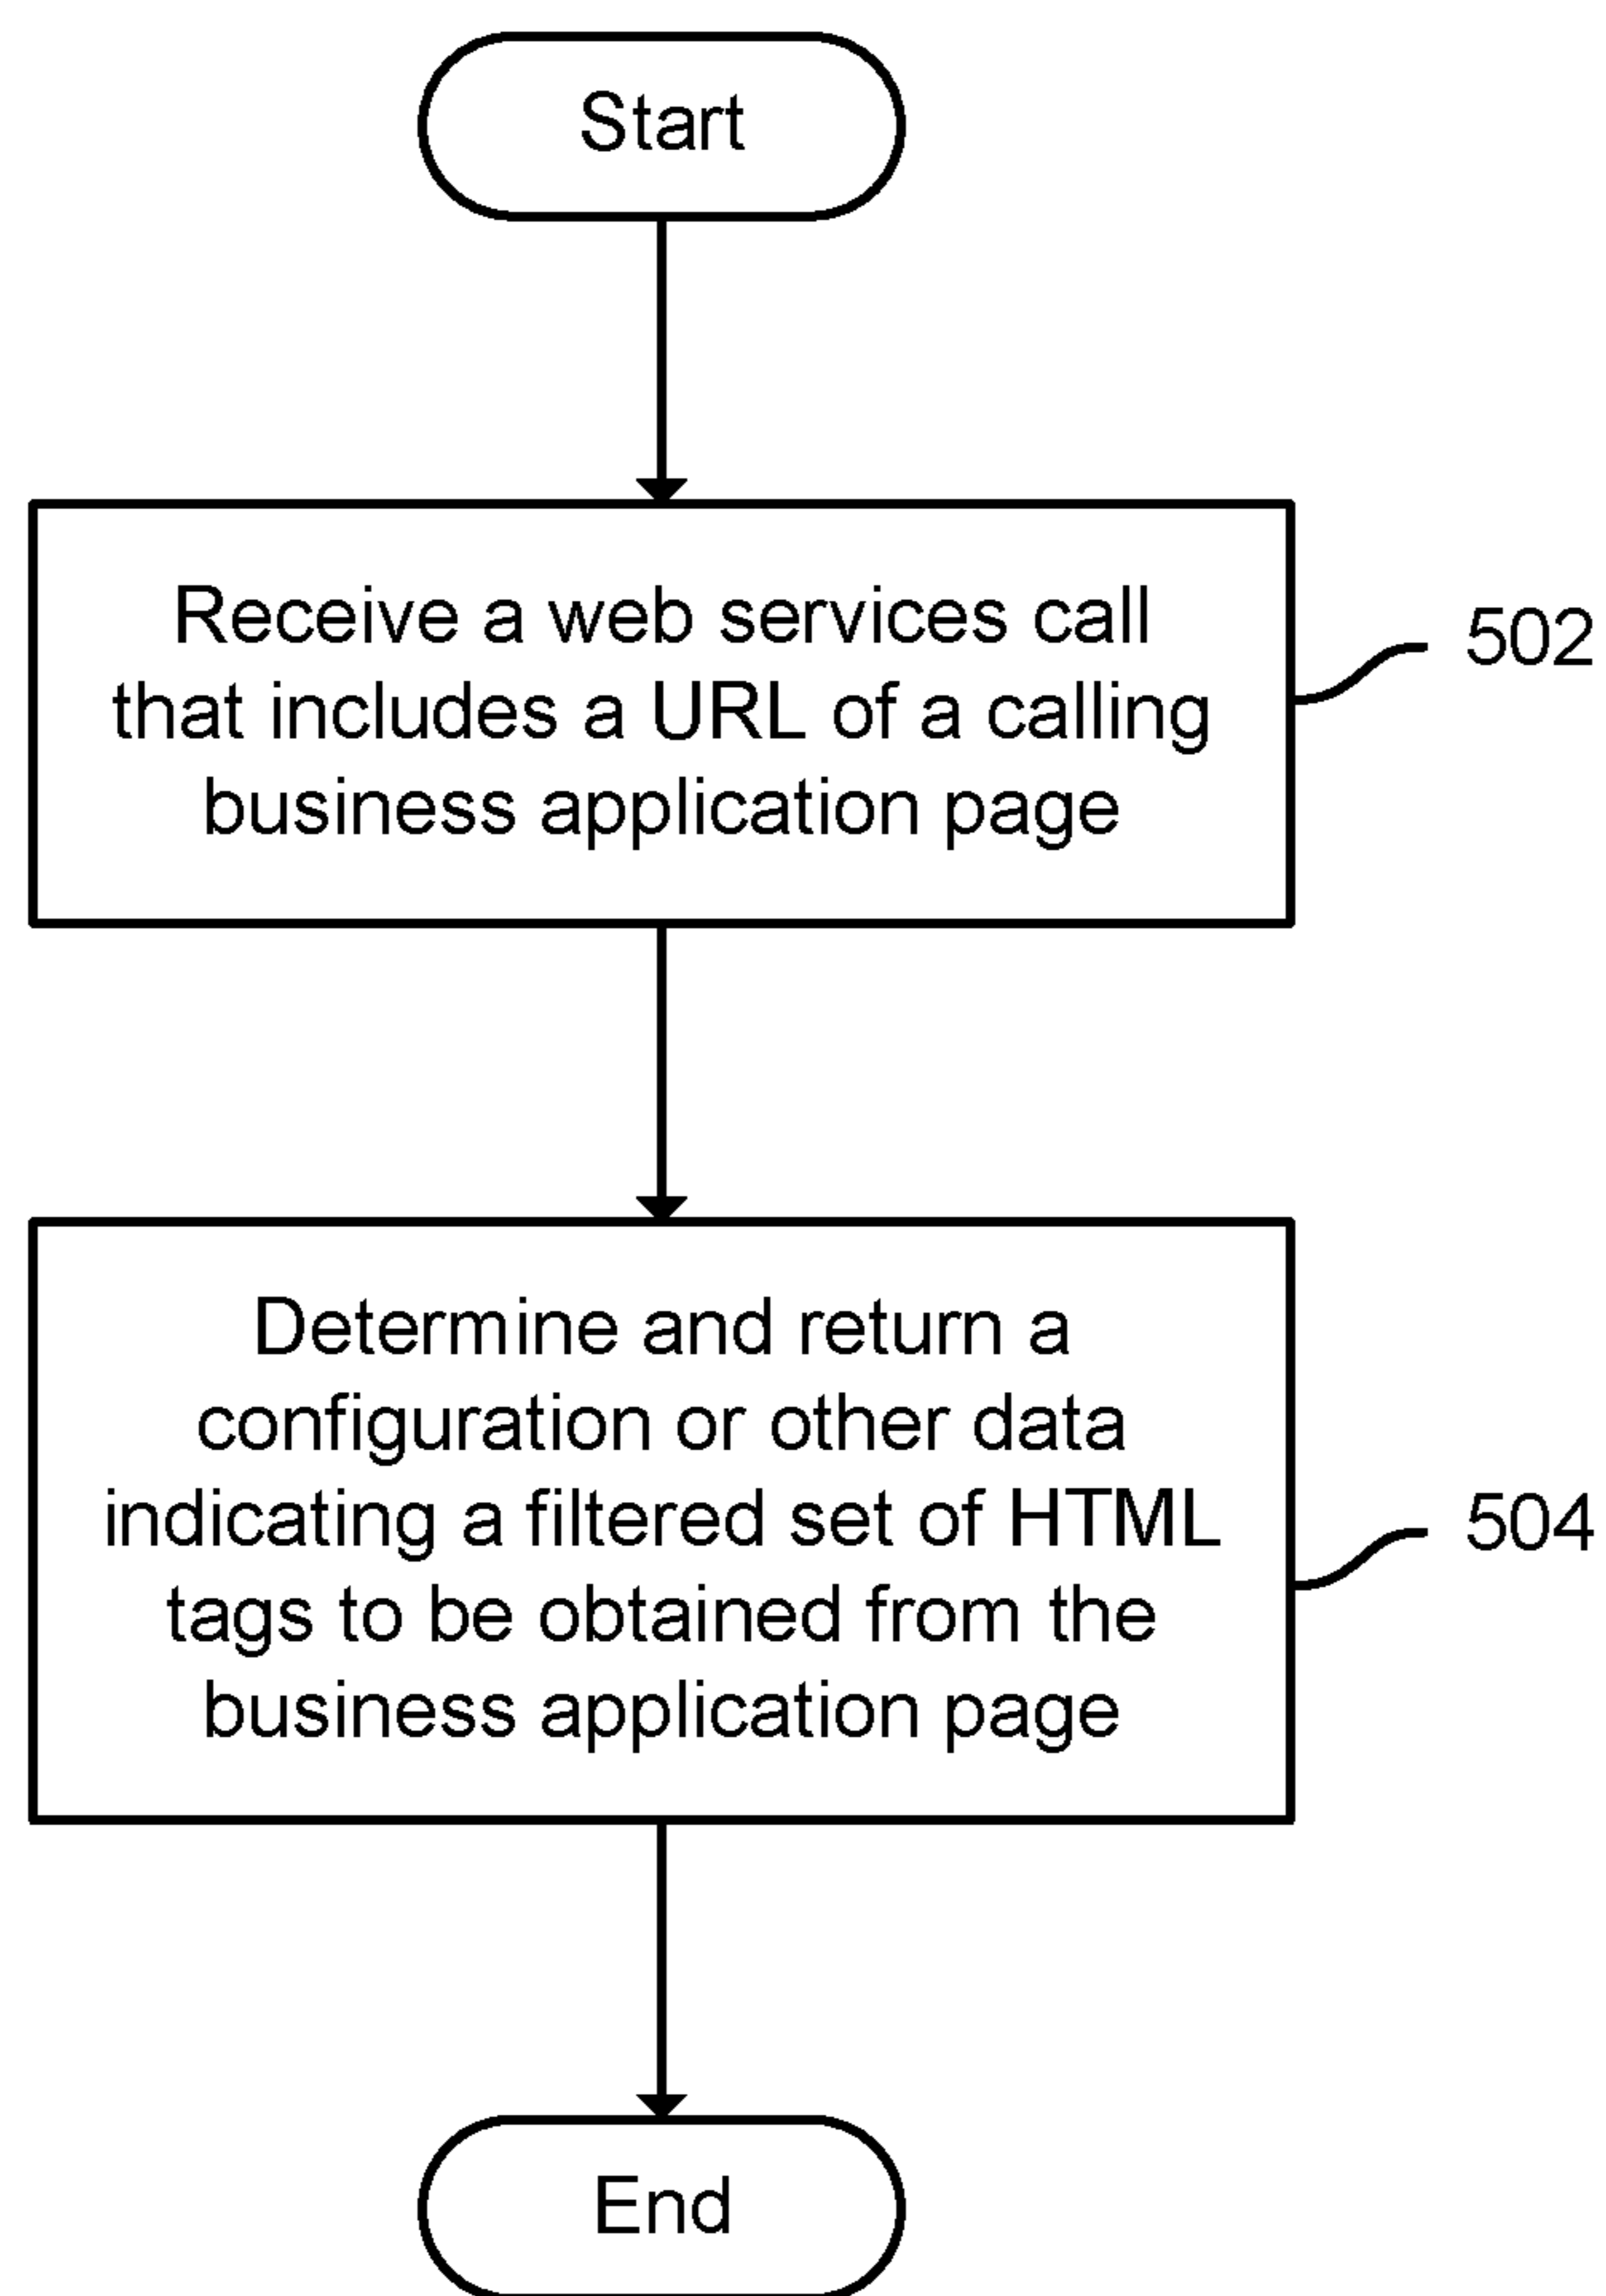 Start
Receive a web services call
that includes a URL of a calling
business application page
502
Determine and return a
configuration or other data
indicating a filtered set of HTML
tags to be obtained from the
business application page
504
End